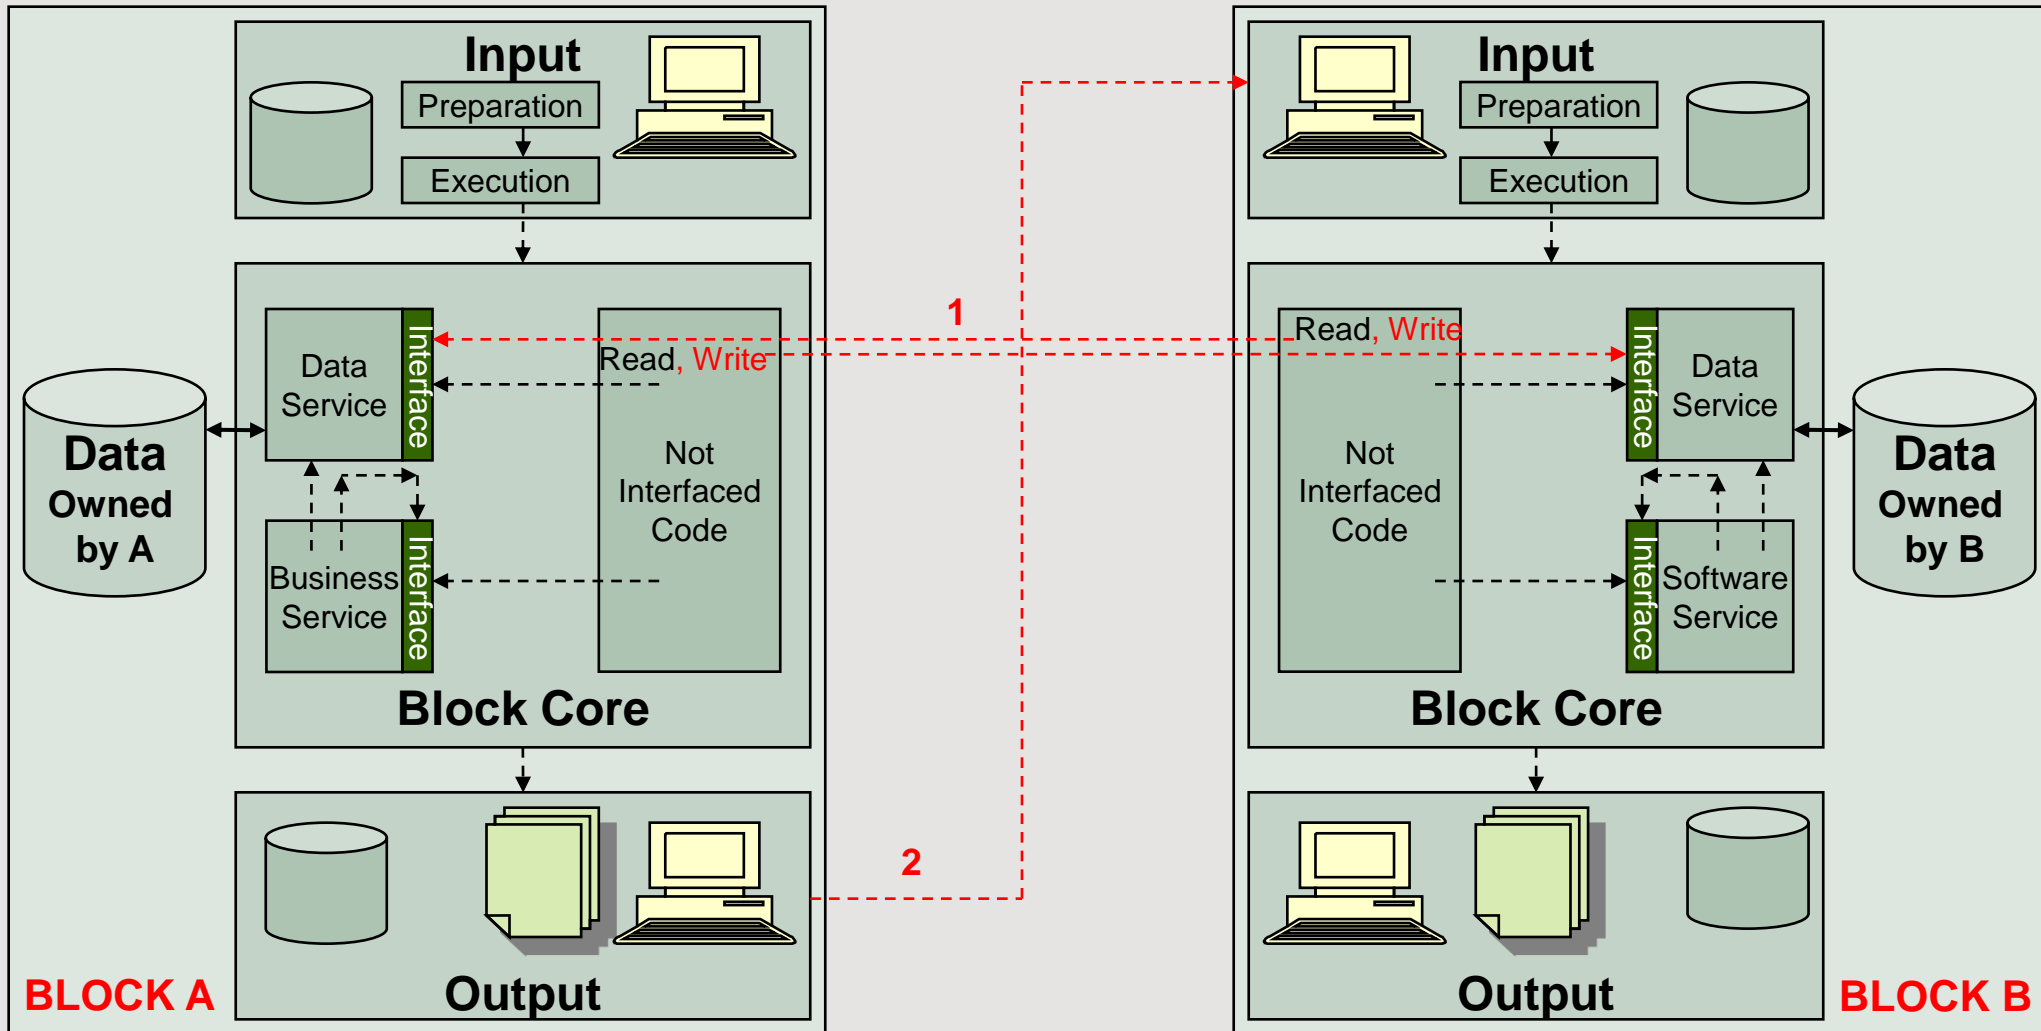 Input
Preparation
Execution
Data
Service
Interface
Read, Write
Not
Interfaced
Code
Business
Service
Interface
Block Core
Data
Owned
by A
Output
BLOCK A
1
2
Input
Preparation
Execution
Read, Write
Not
Interfaced
Code
Interface
Data
Service
Interface
Software
Service
Block Core
Data
Owned
by B
Output
BLOCK B